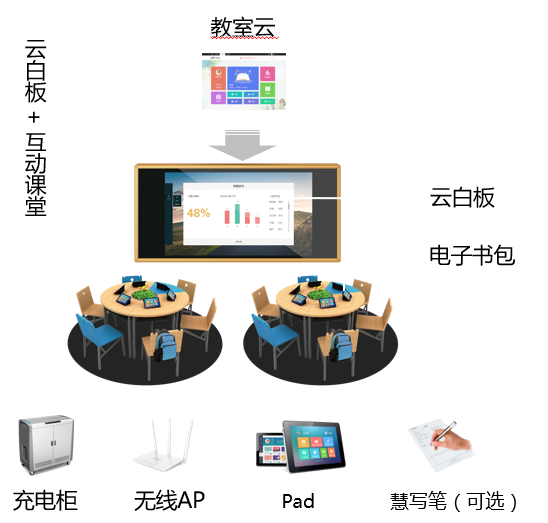 教室云
云白板+互动课堂
48%
云白板
电子书包
充电柜
无线AP
Pad
慧写笔（可选）